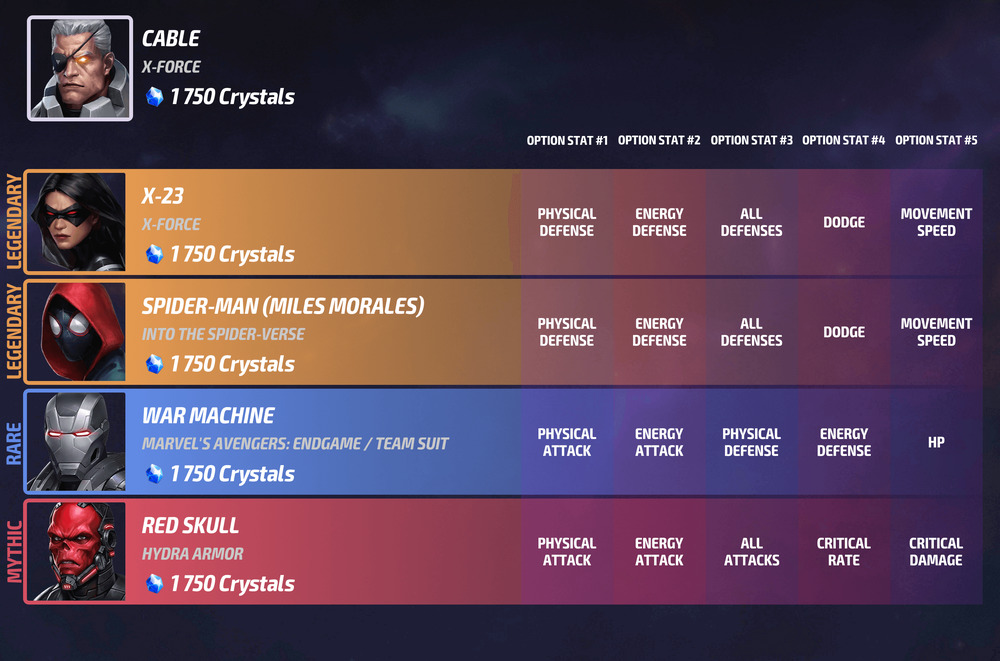 CABLE
X-FORCE
1 750 Crystals
OPTION STAT #1 OPTION STAT #2 OPTION STAT #3 OPTION STAT #4 OPTION STAT #5
LEGENDARY
X-23
X-FORCE
1 750 Crystals
PHYSICAL
DEFENSE
ENERGY
DEFENSE
ALL
DEFENSES
DODGE
MOVEMENT
SPEED
LEGENDARY
SPIDER-MAN (MILES MORALES)
INTO THE SPIDER-VERSE
1 750 Crystals
PHYSICAL
DEFENSE
ENERGY
DEFENSE
ALL
DEFENSES
DODGE
MOVEMENT
SPEED
RARE
WAR MACHINE
MARVEL'S AVENGERS: ENDGAME / TEAM SUIT
1 750 Crystals
PHYSICAL
ATTACK
ENERGY
ATTACK
PHYSICAL
DEFENSE
ENERGY
DEFENSE
HP
MYTHIC
RED SKULL
HYDRA ARMOR
1 750 Crystals
PHYSICAL
ATTACK
ENERGY
ATTACK
ALL
ATTACKS
CRITICAL
RATE
CRITICAL
DAMAGE